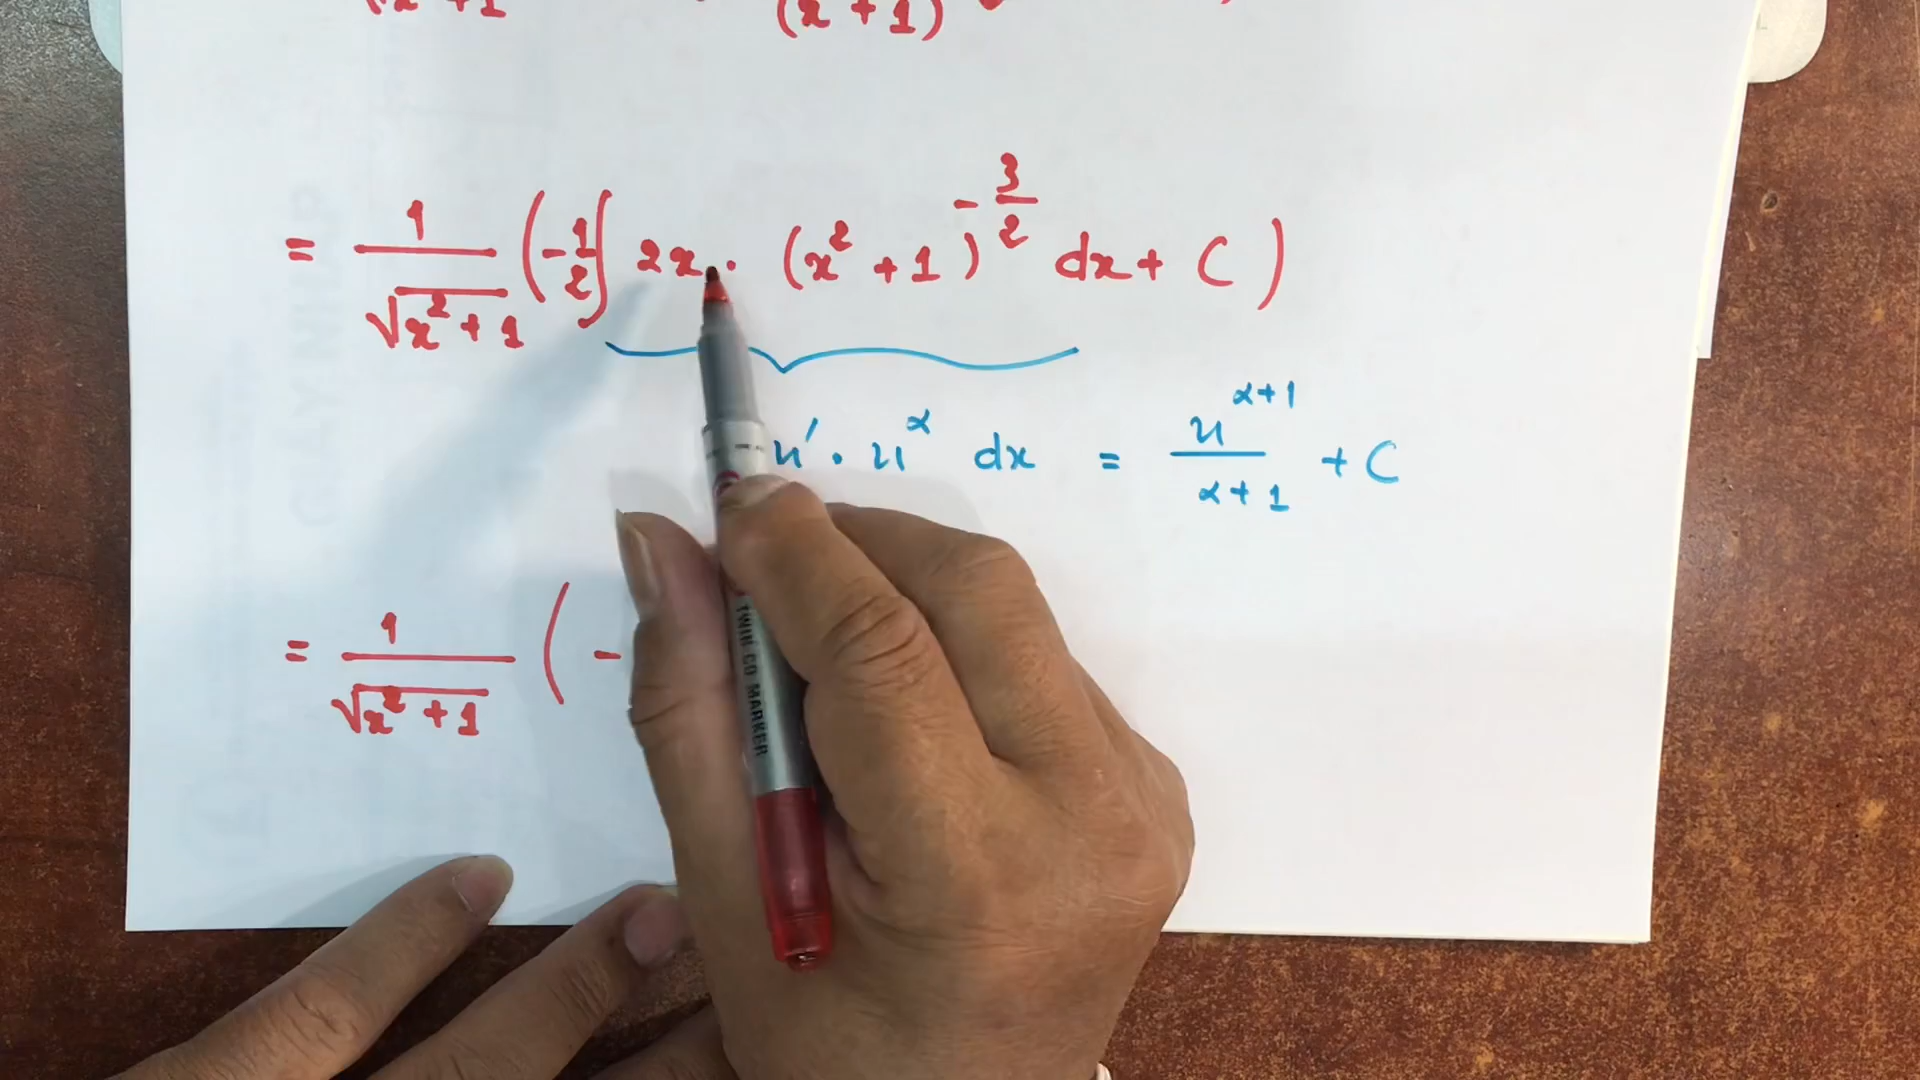 = 1/√(x² + 1) (-1/2 ∫ 2x · (x² + 1)^(-3/2) dx + C)
u' · u^α dx = u^(α+1)/(α+1) + C
= 1/√(x² + 1) ( -
TWIN CD MARKER